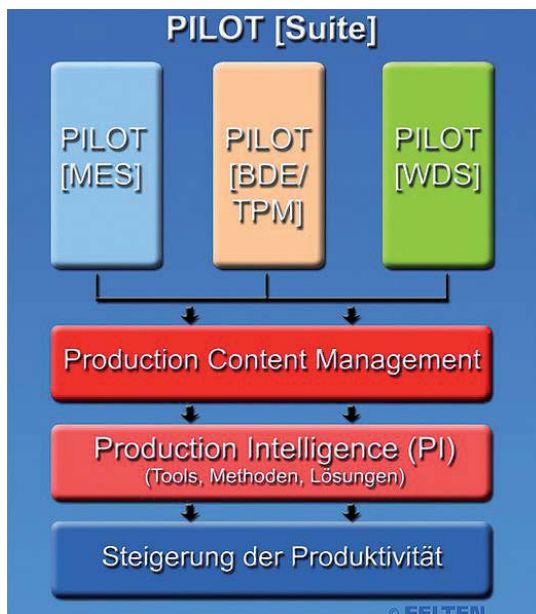 PILOT [Suite]
PILOT
[MES]
PILOT
[BDE/
TPM]
PILOT
[WDS]
Production Content Management
Production Intelligence (PI)
(Tools, Methoden, Lösungen)
Steigerung der Produktivität
© FELTEN